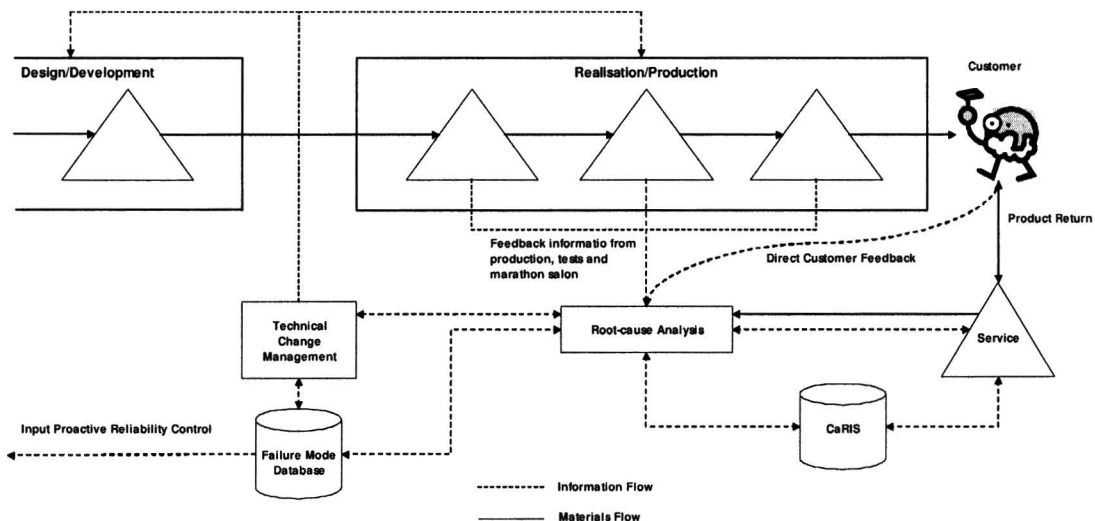 Design/Development
Realisation/Production
Customer
Feedback informatio from
production, tests and
marathon salon
Direct Customer Feedback
Product Return
Technical
Change
Management
Root-cause Analysis
Service
CaRIS
Input Proactive Reliability Control
Failure Mode
Database
Information Flow
Materials Flow